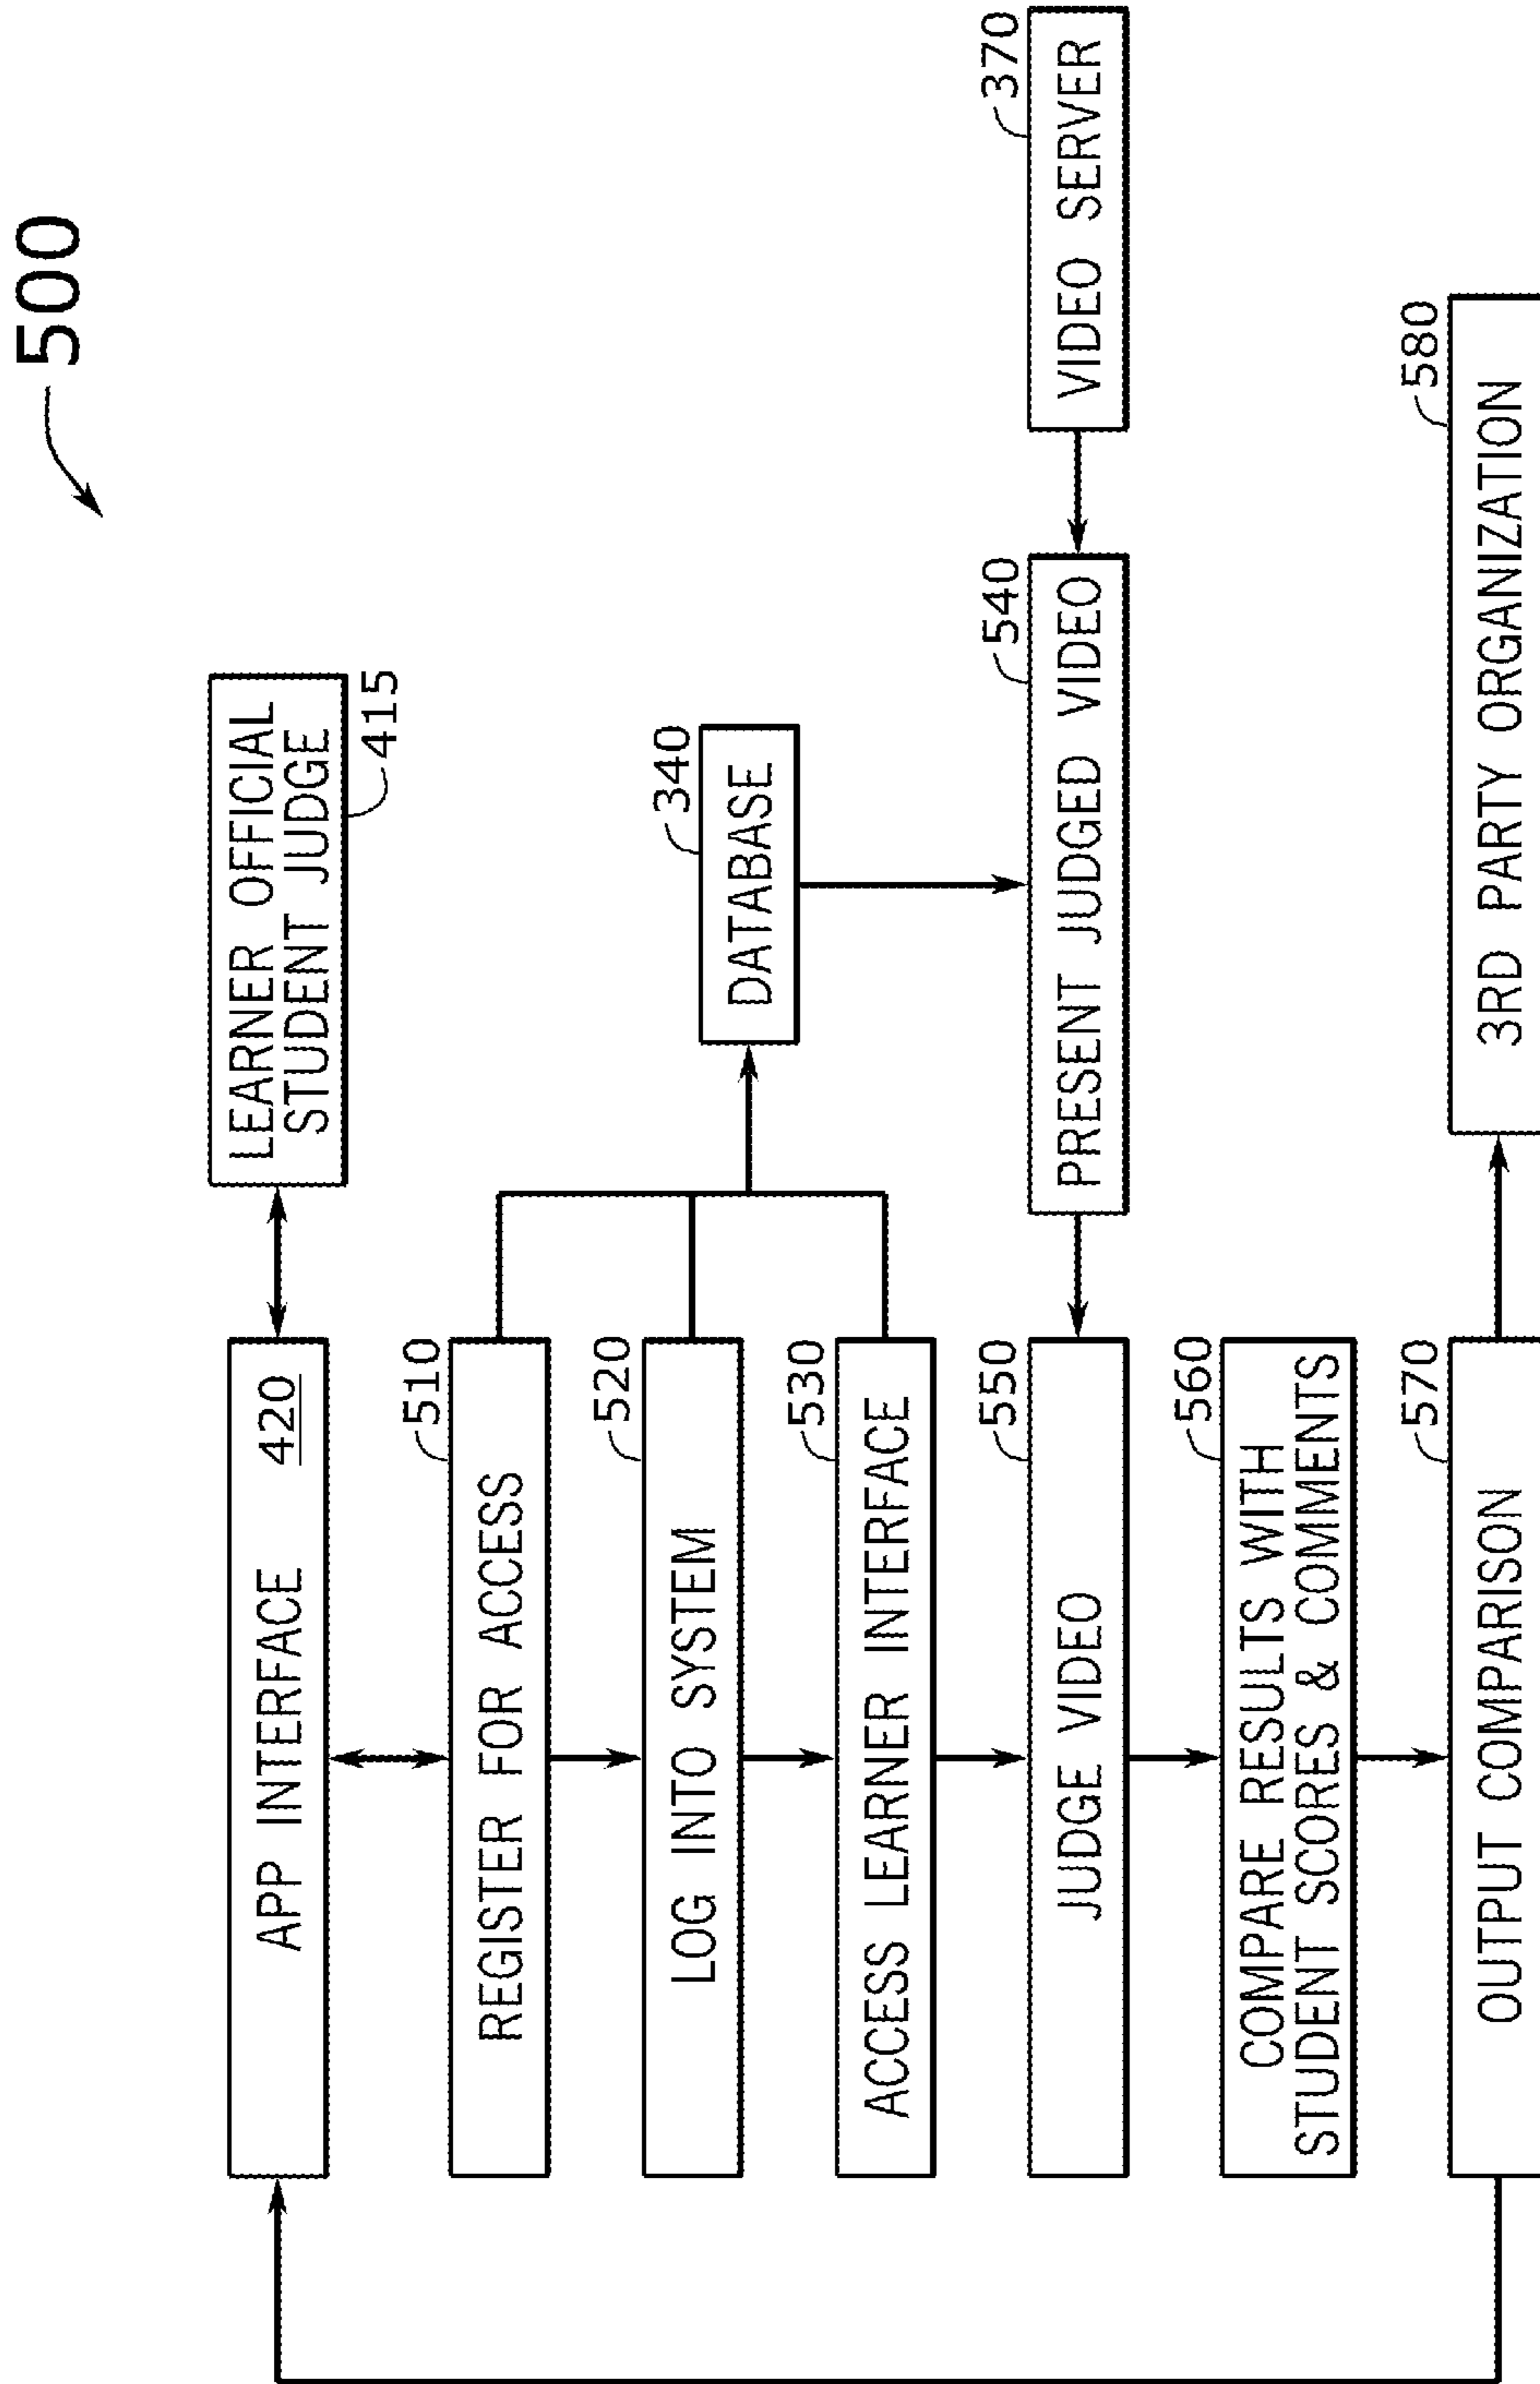 500
LEARNER OFFICIAL
STUDENT JUDGE
415
APP INTERFACE 420
510
REGISTER FOR ACCESS
520
LOG INTO SYSTEM
340
DATABASE
530
ACCESS LEARNER INTERFACE
550
JUDGE VIDEO
540
PRESENT JUDGED VIDEO
370
VIDEO SERVER
560
COMPARE RESULTS WITH
STUDENT SCORES & COMMENTS
570
OUTPUT COMPARISON
580
3RD PARTY ORGANIZATION